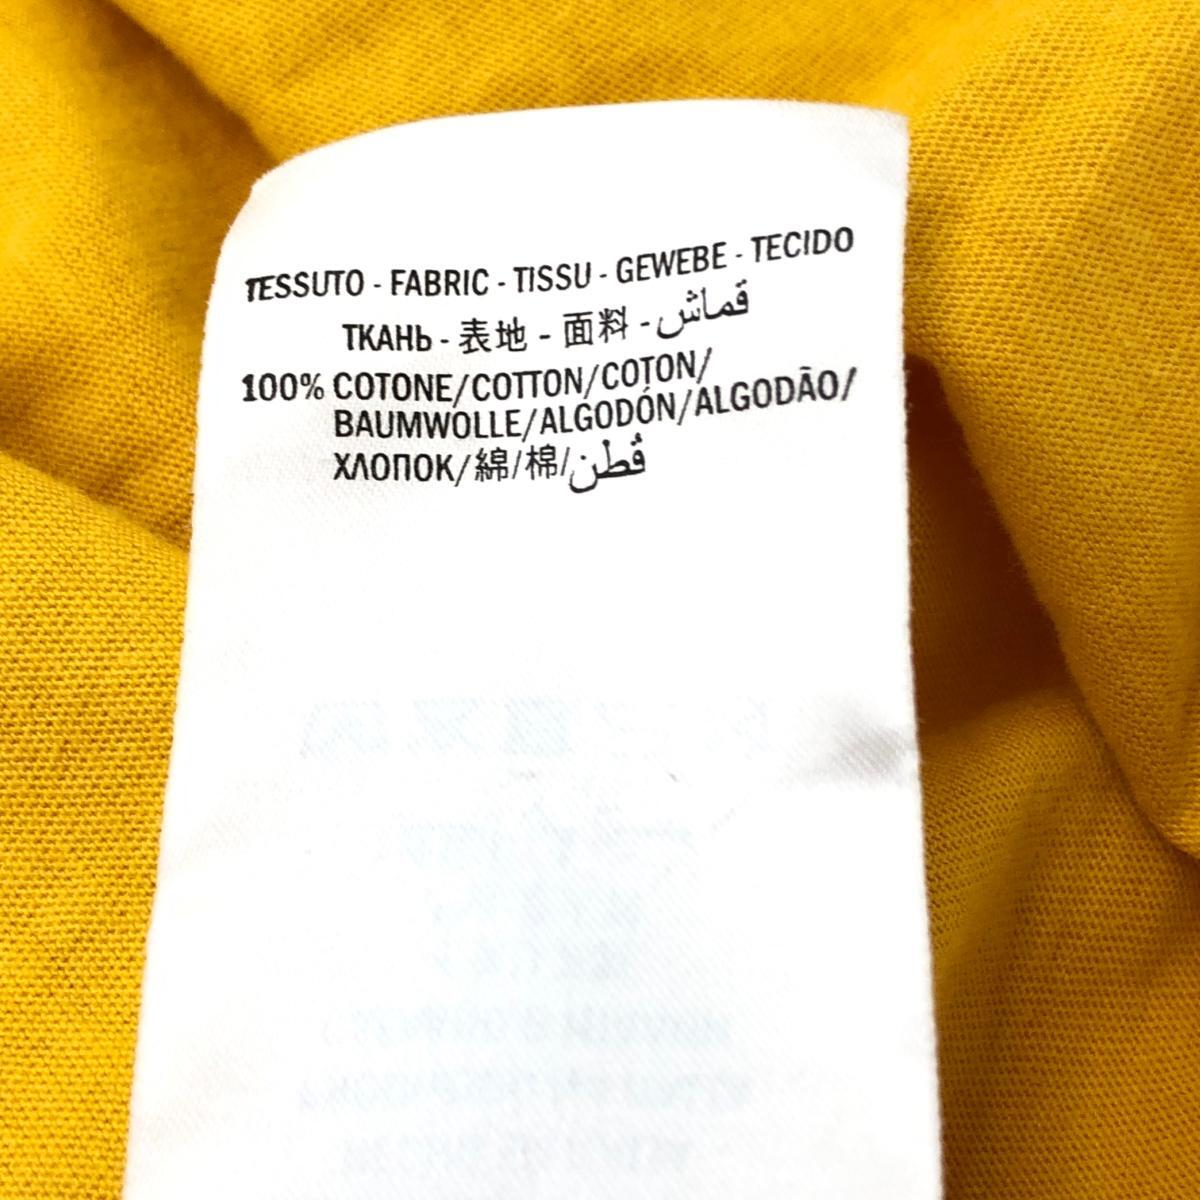 TESSUTO - FABRIC - TISSU - GEWEBE - TECIDO
ТКАНЬ - 表地 - 面料 - قماش
100% COTONE/COTTON/COTON/
BAUMWOLLE/ALGODÓN/ALGODÃO/
ХЛОПОК/綿/棉/قطن